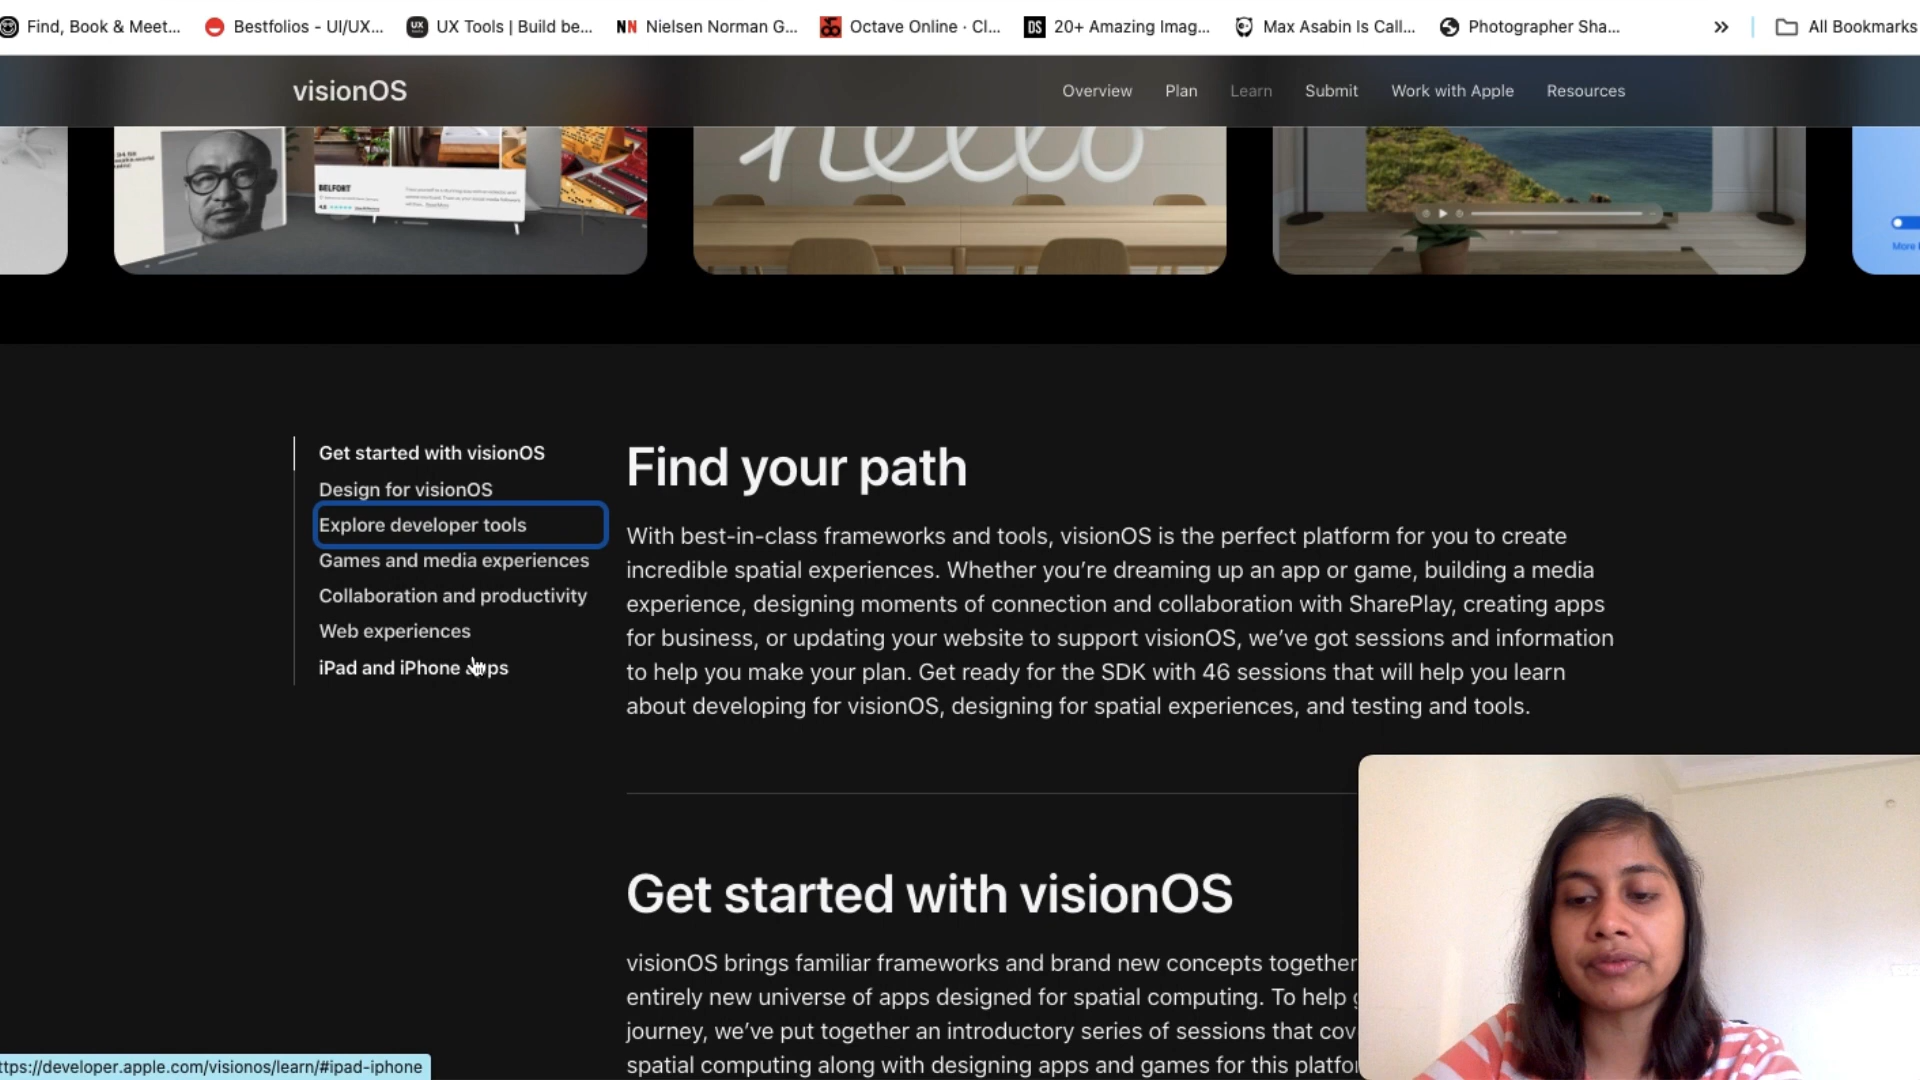 Find, Book & Meet... Bestfolios - UI/UX... UX Tools | Build be... NN Nielsen Norman G... Octave Online · Cl... DS 20+ Amazing Imag... Max Asabin Is Call... Photographer Sha... » All Bookmarks
visionOS Overview Plan Learn Submit Work with Apple Resources
hello
BELFORT
4.8
More
Get started with visionOS
Design for visionOS
Explore developer tools
Games and media experiences
Collaboration and productivity
Web experiences
iPad and iPhone apps
Find your path
With best-in-class frameworks and tools, visionOS is the perfect platform for you to create
incredible spatial experiences. Whether you’re dreaming up an app or game, building a media
experience, designing moments of connection and collaboration with SharePlay, creating apps
for business, or updating your website to support visionOS, we’ve got sessions and information
to help you make your plan. Get ready for the SDK with 46 sessions that will help you learn
about developing for visionOS, designing for spatial experiences, and testing and tools.
Get started with visionOS
visionOS brings familiar frameworks and brand new concepts together
entirely new universe of apps designed for spatial computing. To help
journey, we’ve put together an introductory series of sessions that cov
spatial computing along with designing apps and games for this platfo
ttps://developer.apple.com/visionos/learn/#ipad-iphone